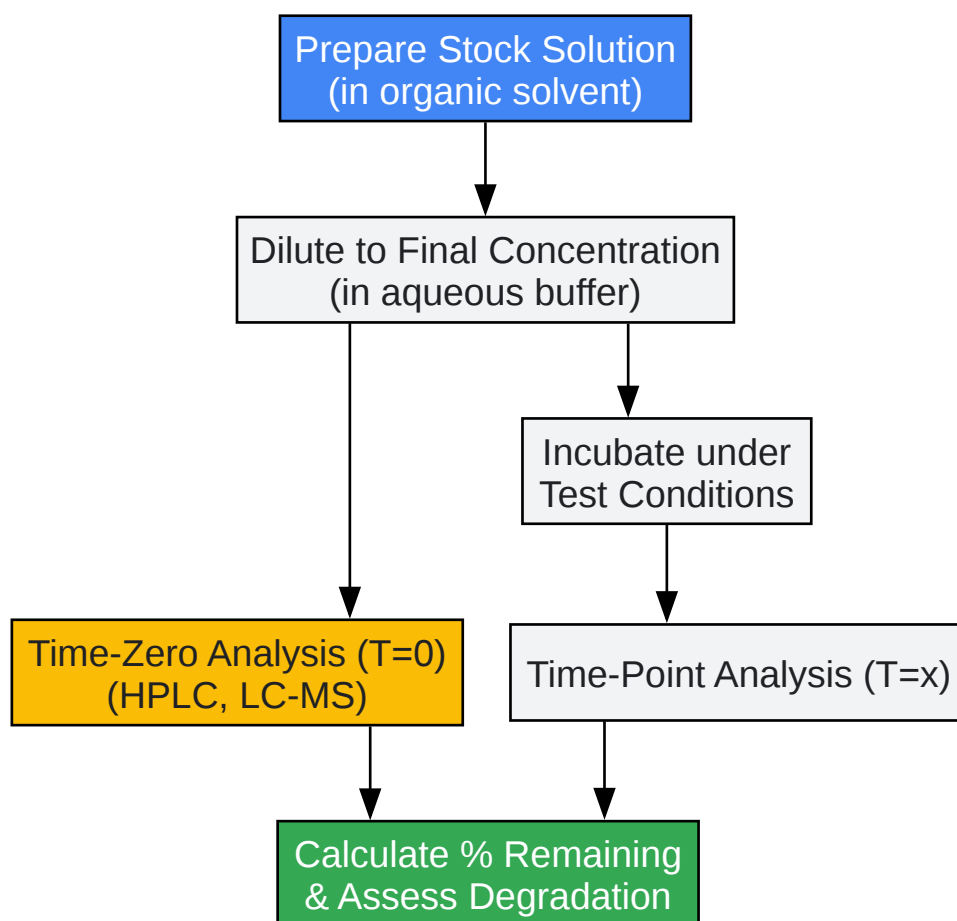 Prepare Stock Solution
(in organic solvent)
Dilute to Final Concentration
(in aqueous buffer)
Incubate under
Test Conditions
Time-Zero Analysis (T=0)
(HPLC, LC-MS)
Time-Point Analysis (T=x)
Calculate % Remaining
& Assess Degradation